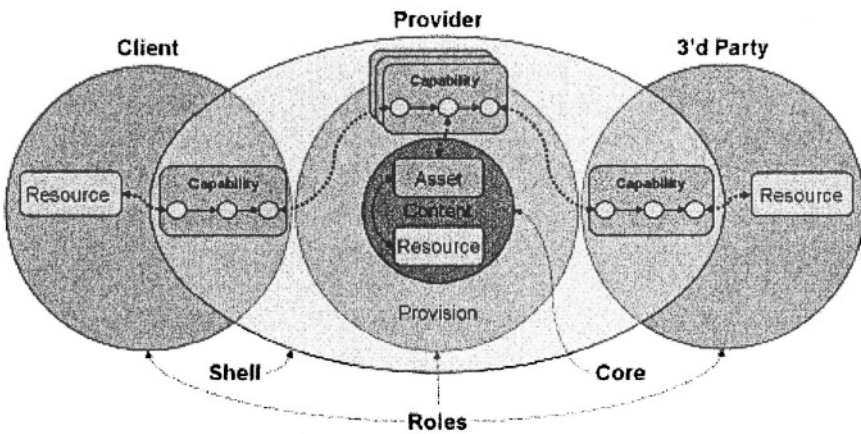 Provider
Client
3'd Party
Capability
Resource
Capability
Asset
Content
Resource
Capability
Resource
Provision
Shell
Core
Roles